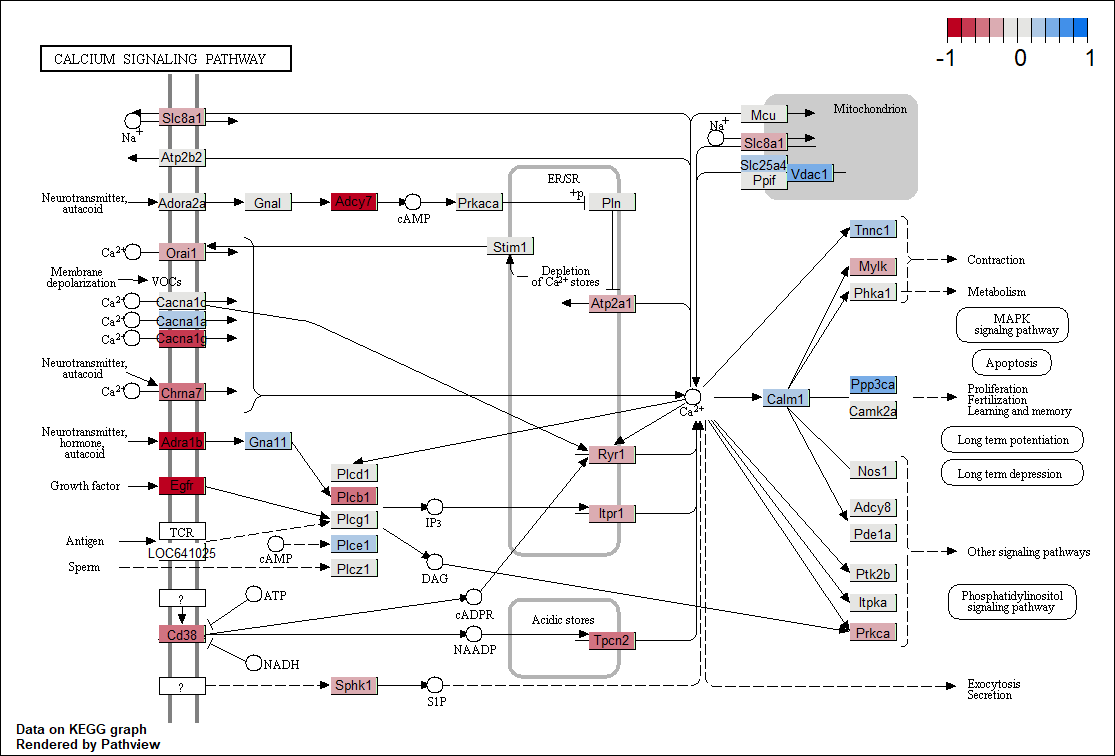 -1 0 1
CALCIUM SIGNALING PATHWAY
Slc8a1
Na+
Atp2b2
Neurotransmitter,
autacoid
Adora2a
Gnal
Adcy7
cAMP
Prkaca
ER/SR
+p
Pln
Mcu
Mitochondrion
Na+
Slc8a1
Slc25a4
Vdac1
Ppif
Ca2+
Orai1
Stim1
Depletion
of Ca2+ stores
Membrane
depolarization
VOCs
Ca2+
Cacna1c
Ca2+
Cacna1a
Ca2+
Cacna1g
Atp2a1
Neurotransmitter,
autacoid
Ca2+
Chrna7
Ca2+
Neurotransmitter,
hormone,
autacoid
Adra1b
Gna11
Plcd1
Ryr1
Growth factor
Egfr
Plcb1
IP3
Itpr1
Antigen
TCR
Plcg1
LOC641025
cAMP
Plce1
Sperm
Plcz1
DAG
?
ATP
cADPR
Cd38
NAADP
Acidic stores
Tpcn2
NADH
?
Sphk1
S1P
Tnnc1
Mylk
Contraction
Phka1
Metabolism
MAPK
signaling pathway
Apoptosis
Calm1
Ppp3ca
Camk2a
Proliferation
Fertilization
Learning and memory
Long term potentiation
Long term depression
Nos1
Adcy8
Pde1a
Other signaling pathways
Ptk2b
Itpka
Prkca
Phosphatidylinositol
signaling pathway
Exocytosis
Secretion
Data on KEGG graph
Rendered by Pathview